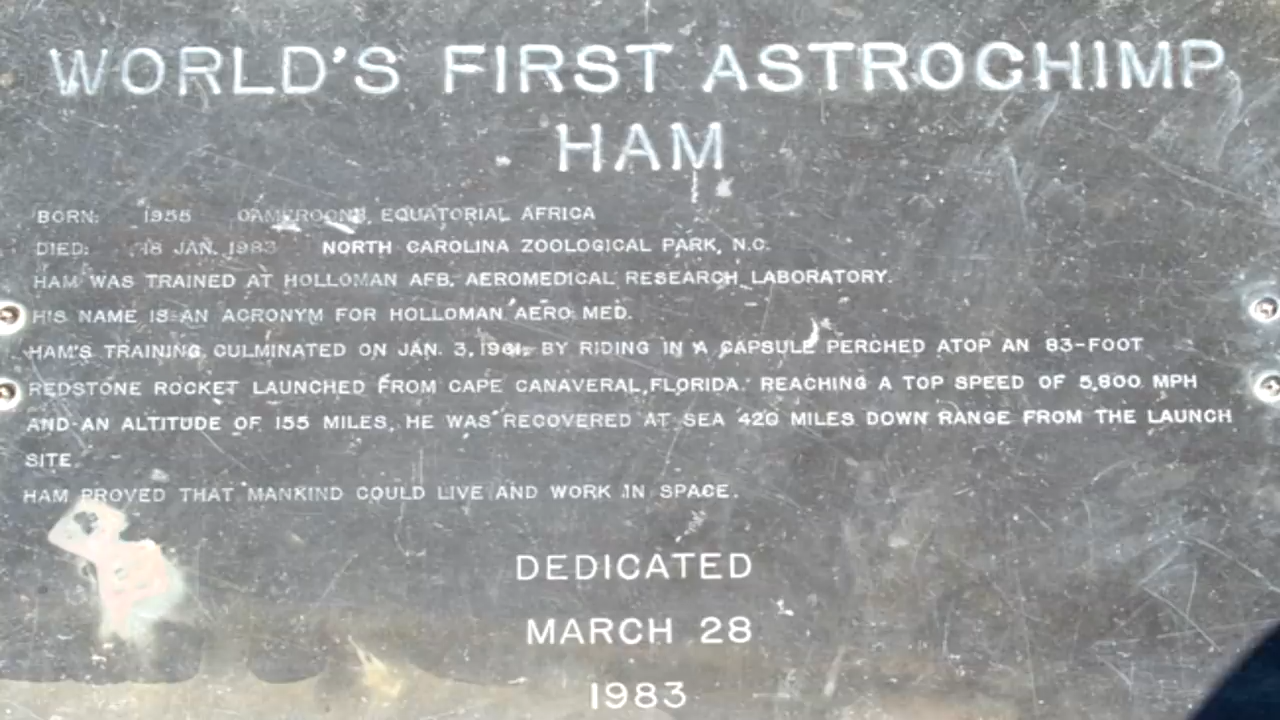 WORLD'S FIRST ASTROCHIMP
HAM
BORN: 1955 CAMEROONS, EQUATORIAL AFRICA
DIED: 18 JAN. 1983 NORTH CAROLINA ZOOLOGICAL PARK, N.C.
HAM WAS TRAINED AT HOLLOMAN AFB, AEROMEDICAL RESEARCH LABORATORY.
HIS NAME IS AN ACRONYM FOR HOLLOMAN AERO MED.
HAM'S TRAINING CULMINATED ON JAN. 3, 1961, BY RIDING IN A CAPSULE PERCHED ATOP AN 83-FOOT
REDSTONE ROCKET LAUNCHED FROM CAPE CANAVERAL, FLORIDA. REACHING A TOP SPEED OF 5,800 MPH
AND AN ALTITUDE OF 155 MILES, HE WAS RECOVERED AT SEA 420 MILES DOWN RANGE FROM THE LAUNCH
SITE
HAM PROVED THAT MANKIND COULD LIVE AND WORK IN SPACE.
DEDICATED
MARCH 28
1983